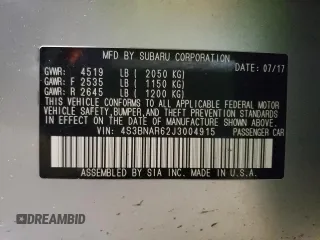 MFD BY SUBARU CORPORATION
GVWR: 4519 LB ( 2050 KG) DATE: 07/17
GAWR: F 2535 LB ( 1150 KG)
GAWR: R 2645 LB ( 1200 KG)
THIS VEHICLE CONFORMS TO ALL APPLICABLE FEDERAL MOTOR
VEHICLE SAFETY, BUMPER, AND THEFT PREVENTION STANDARDS
IN EFFECT ON THE DATE OF MANUFACTURE SHOWN ABOVE.
VIN: 4S3BNAR62J3004915 PASSENGER CAR
ASSEMBLED BY SIA INC. MADE IN U.S.A.
DREAMBID